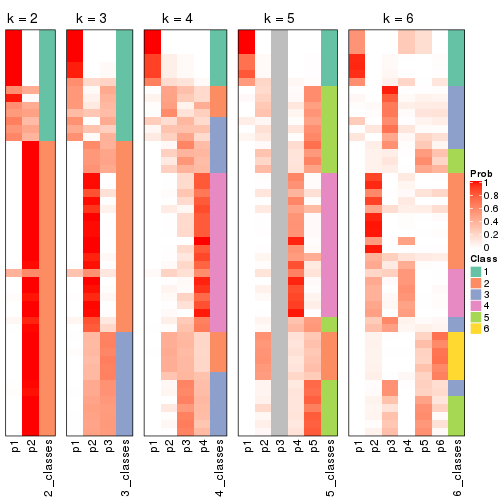 k = 2
k = 3
k = 4
k = 5
k = 6
Prob
1
0.8
0.6
0.4
0.2
0
Class
1
2
3
4
5
6
p1
p2
2_classes
p1
p2
p3
3_classes
p1
p2
p3
p4
4_classes
p1
p2
p3
p4
p5
5_classes
p1
p2
p3
p4
p5
p6
6_classes